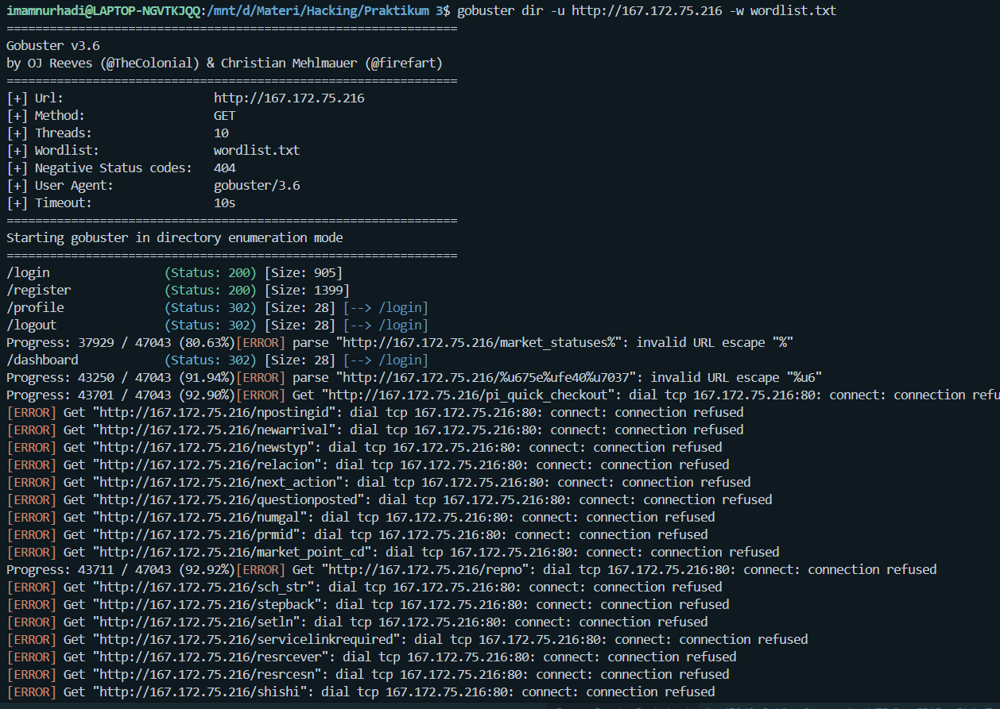 imamnurhadi@LAPTOP-NGVTKJQQ:/mnt/d/Materi/Hacking/Praktikum 3$ gobuster dir -u http://167.172.75.216 -w wordlist.txt
===============================================================
Gobuster v3.6
by OJ Reeves (@TheColonial) & Christian Mehlmauer (@firefart)
===============================================================
[+] Url:                     http://167.172.75.216
[+] Method:                  GET
[+] Threads:                 10
[+] Wordlist:                wordlist.txt
[+] Negative Status codes:   404
[+] User Agent:              gobuster/3.6
[+] Timeout:                 10s
===============================================================
Starting gobuster in directory enumeration mode
===============================================================
/login                (Status: 200) [Size: 905]
/register             (Status: 200) [Size: 1399]
/profile              (Status: 302) [Size: 28] [--> /login]
/logout               (Status: 302) [Size: 28] [--> /login]
Progress: 37929 / 47043 (80.63%)[ERROR] parse "http://167.172.75.216/market_statuses%": invalid URL escape "%"
/dashboard            (Status: 302) [Size: 28] [--> /login]
Progress: 43250 / 47043 (91.94%)[ERROR] parse "http://167.172.75.216/%u675e%ufe40%u7037": invalid URL escape "%u6"
Progress: 43701 / 47043 (92.90%)[ERROR] Get "http://167.172.75.216/pi_quick_checkout": dial tcp 167.172.75.216:80: connect: connection refu
[ERROR] Get "http://167.172.75.216/npostingid": dial tcp 167.172.75.216:80: connect: connection refused
[ERROR] Get "http://167.172.75.216/newarrival": dial tcp 167.172.75.216:80: connect: connection refused
[ERROR] Get "http://167.172.75.216/newstyp": dial tcp 167.172.75.216:80: connect: connection refused
[ERROR] Get "http://167.172.75.216/relacion": dial tcp 167.172.75.216:80: connect: connection refused
[ERROR] Get "http://167.172.75.216/next_action": dial tcp 167.172.75.216:80: connect: connection refused
[ERROR] Get "http://167.172.75.216/questionposted": dial tcp 167.172.75.216:80: connect: connection refused
[ERROR] Get "http://167.172.75.216/numgal": dial tcp 167.172.75.216:80: connect: connection refused
[ERROR] Get "http://167.172.75.216/prmid": dial tcp 167.172.75.216:80: connect: connection refused
[ERROR] Get "http://167.172.75.216/market_point_cd": dial tcp 167.172.75.216:80: connect: connection refused
Progress: 43711 / 47043 (92.92%)[ERROR] Get "http://167.172.75.216/repno": dial tcp 167.172.75.216:80: connect: connection refused
[ERROR] Get "http://167.172.75.216/sch_str": dial tcp 167.172.75.216:80: connect: connection refused
[ERROR] Get "http://167.172.75.216/stepback": dial tcp 167.172.75.216:80: connect: connection refused
[ERROR] Get "http://167.172.75.216/setln": dial tcp 167.172.75.216:80: connect: connection refused
[ERROR] Get "http://167.172.75.216/servicelinkrequired": dial tcp 167.172.75.216:80: connect: connection refused
[ERROR] Get "http://167.172.75.216/resrcever": dial tcp 167.172.75.216:80: connect: connection refused
[ERROR] Get "http://167.172.75.216/resrcesn": dial tcp 167.172.75.216:80: connect: connection refused
[ERROR] Get "http://167.172.75.216/shishi": dial tcp 167.172.75.216:80: connect: connection refused